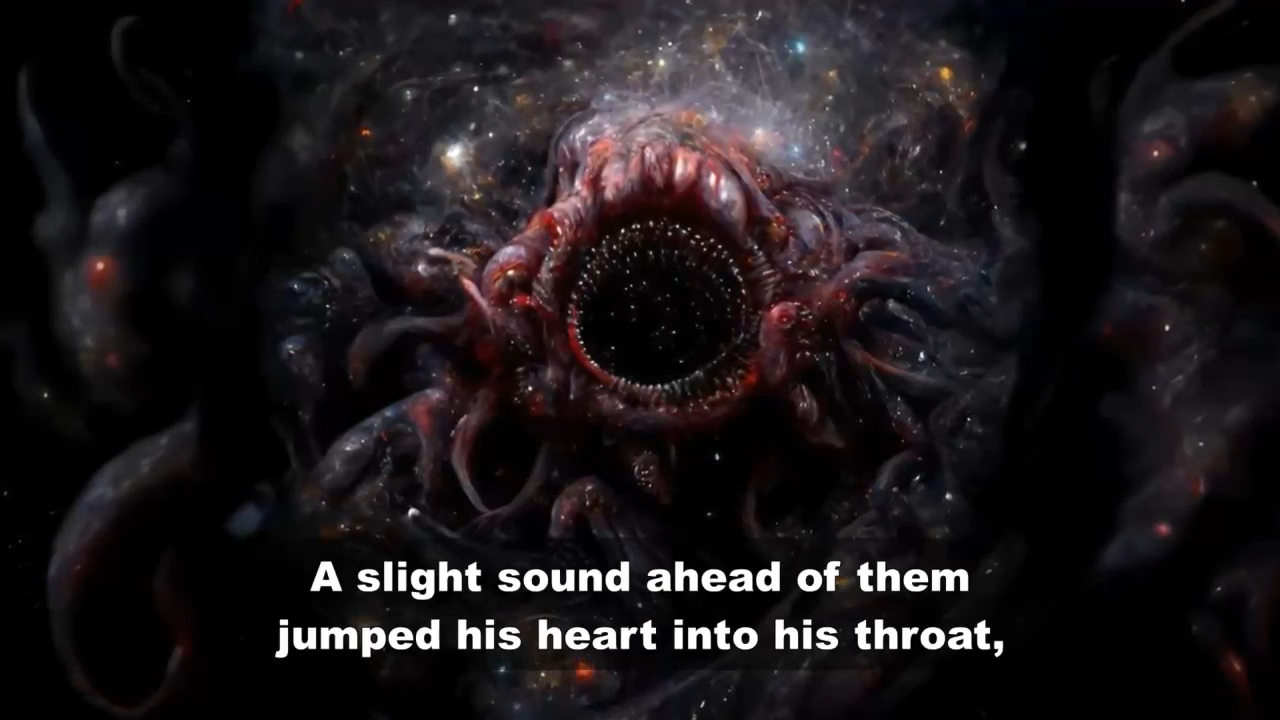 A slight sound ahead of them
jumped his heart into his throat,